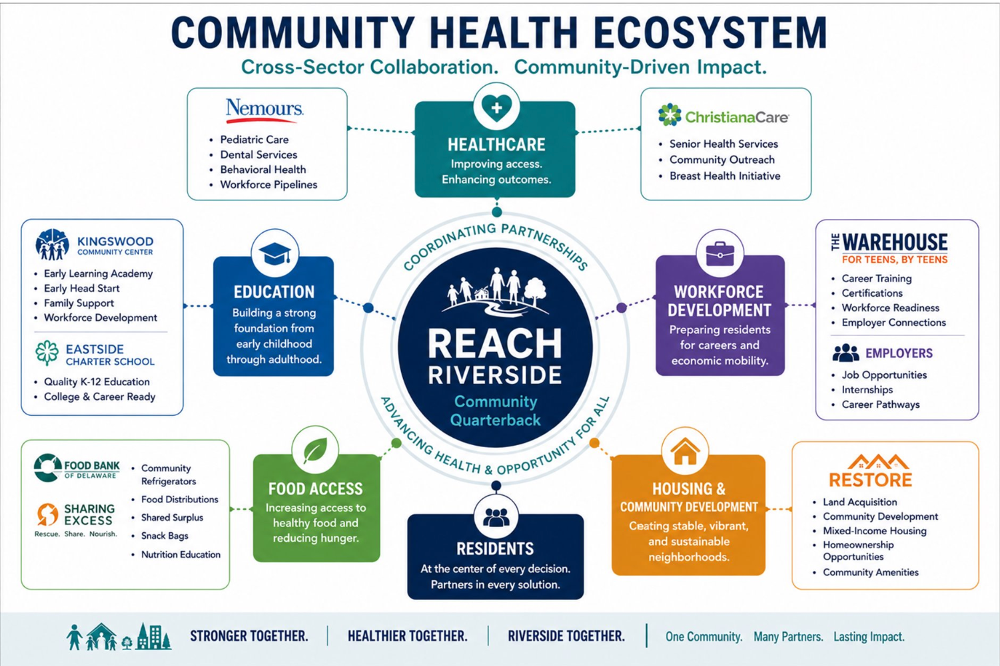 COMMUNITY HEALTH ECOSYSTEM
Cross-Sector Collaboration. Community-Driven Impact.
Nemours.
• Pediatric Care
• Dental Services
• Behavioral Health
• Workforce Pipelines
HEALTHCARE
Improving access.
Enhancing outcomes.
ChristianaCare
• Senior Health Services
• Community Outreach
• Breast Health Initiative
KINGSWOOD
COMMUNITY CENTER
• Early Learning Academy
• Early Head Start
• Family Support
• Workforce Development
EASTSIDE
CHARTER SCHOOL
• Quality K-12 Education
• College & Career Ready
EDUCATION
Building a strong
foundation from
early childhood
through adulthood.
COORDINATING PARTNERSHIPS
REACH
RIVERSIDE
Community
Quarterback
ADVANCING HEALTH & OPPORTUNITY FOR ALL
WORKFORCE
DEVELOPMENT
Preparing residents
for careers and
economic mobility.
THE WAREHOUSE
FOR TEENS, BY TEENS
• Career Training
• Certifications
• Workforce Readiness
• Employer Connections
EMPLOYERS
• Job Opportunities
• Internships
• Career Pathways
FOOD BANK
OF DELAWARE
SHARING
EXCESS
Rescue. Share. Nourish.
• Community
Refrigerators
• Food Distributions
• Shared Surplus
• Snack Bags
• Nutrition Education
FOOD ACCESS
Increasing access to
healthy food and
reducing hunger.
RESIDENTS
At the center of every decision.
Partners in every solution.
HOUSING &
COMMUNITY DEVELOPMENT
Ceating stable, vibrant,
and sustainable
neighborhoods.
RESTORE
• Land Acquisition
• Community Development
• Mixed-Income Housing
• Homeownership
Opportunities
• Community Amenities
STRONGER TOGETHER. | HEALTHIER TOGETHER. | RIVERSIDE TOGETHER. | One Community. Many Partners. Lasting Impact.